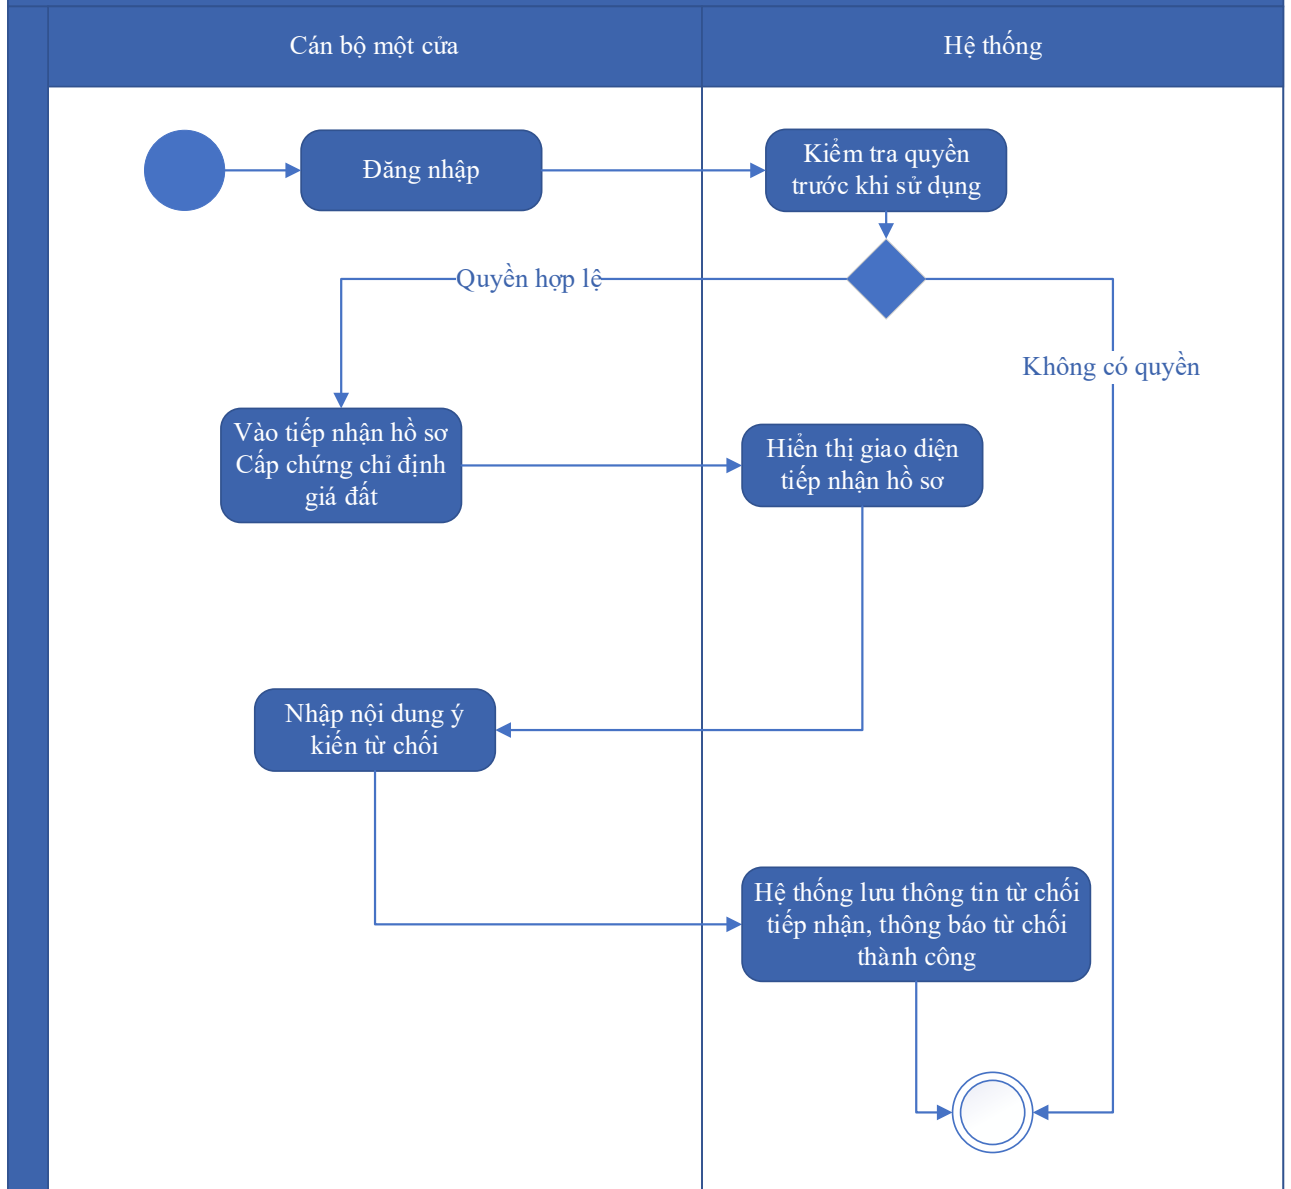 Cán bộ một cửa
Hệ thống
Đăng nhập
Kiểm tra quyền
trước khi sử dụng
Quyền hợp lệ
Không có quyền
Vào tiếp nhận hồ sơ
Cấp chứng chỉ định
giá đất
Hiển thị giao diện
tiếp nhận hồ sơ
Nhập nội dung ý
kiến từ chối
Hệ thống lưu thông tin từ chối
tiếp nhận, thông báo từ chối
thành công